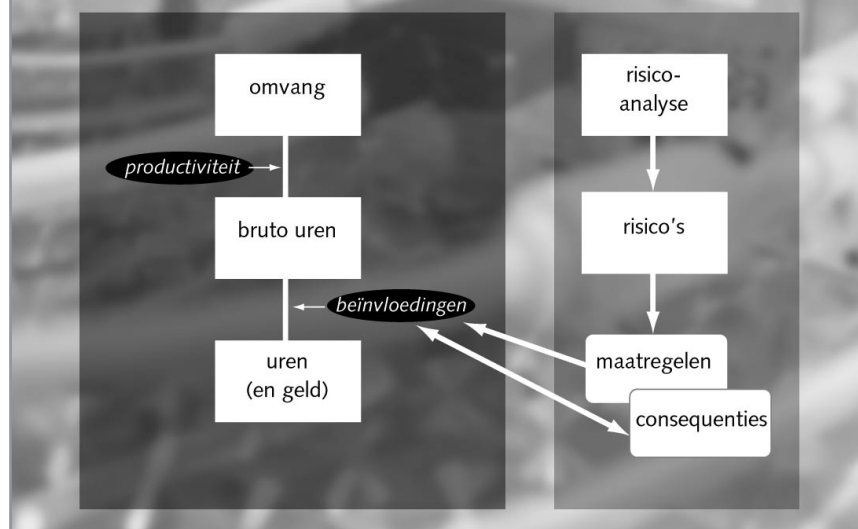 omvang
productiviteit
bruto uren
beïnvloedingen
uren
(en geld)
risico-
analyse
risico's
maatregelen
consequenties